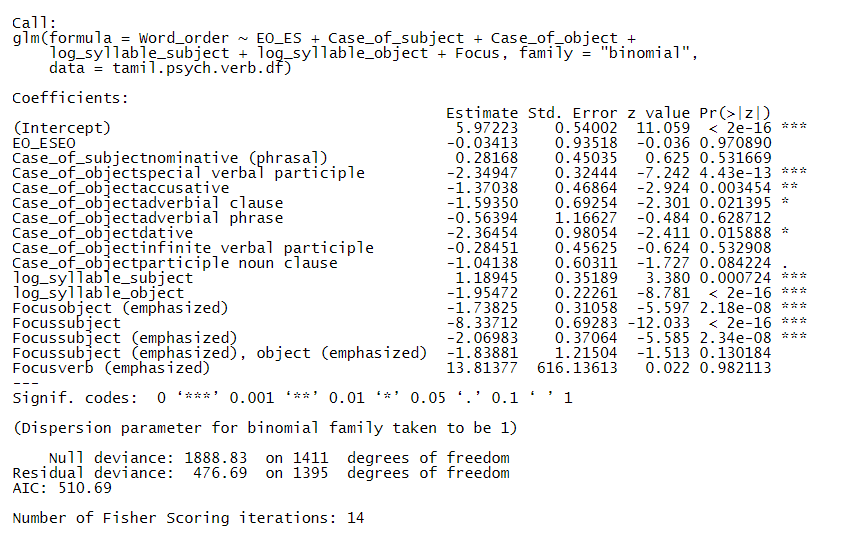 Call:
glm(formula = Word_order ~ EO_ES + Case_of_subject + Case_of_object +
    log_syllable_subject + log_syllable_object + Focus, family = "binomial",
    data = tamil.psych.verb.df)

Coefficients:
                                                Estimate Std. Error z value Pr(>|z|)
(Intercept)                                      5.97223    0.54002  11.059  < 2e-16 ***
EO_ESEO                                         -0.03413    0.93518  -0.036 0.970890
Case_of_subjectnominative (phrasal)              0.28168    0.45035   0.625 0.531669
Case_of_objectspecial verbal participle         -2.34947    0.32444  -7.242 4.43e-13 ***
Case_of_objectaccusative                        -1.37038    0.46864  -2.924 0.003454 **
Case_of_objectadverbial clause                  -1.59350    0.69254  -2.301 0.021395 *
Case_of_objectadverbial phrase                  -0.56394    1.16627  -0.484 0.628712
Case_of_objectdative                            -2.36454    0.98054  -2.411 0.015888 *
Case_of_objectinfinite verbal participle        -0.28451    0.45625  -0.624 0.532908
Case_of_objectparticiple noun clause            -1.04138    0.60311  -1.727 0.084224 .
log_syllable_subject                             1.18945    0.35189   3.380 0.000724 ***
log_syllable_object                             -1.95472    0.22261  -8.781  < 2e-16 ***
Focusobject (emphasized)                        -1.73825    0.31058  -5.597 2.18e-08 ***
Focussubject                                    -8.33712    0.69283 -12.033  < 2e-16 ***
Focussubject (emphasized)                       -2.06983    0.37064  -5.585 2.34e-08 ***
Focussubject (emphasized), object (emphasized)  -1.83881    1.21504  -1.513 0.130184
Focusverb (emphasized)                          13.81377  616.13613   0.022 0.982113
---
Signif. codes:  0 ‘***’ 0.001 ‘**’ 0.01 ‘*’ 0.05 ‘.’ 0.1 ‘ ’ 1

(Dispersion parameter for binomial family taken to be 1)

    Null deviance: 1888.83  on 1411  degrees of freedom
Residual deviance:  476.69  on 1395  degrees of freedom
AIC: 510.69

Number of Fisher Scoring iterations: 14